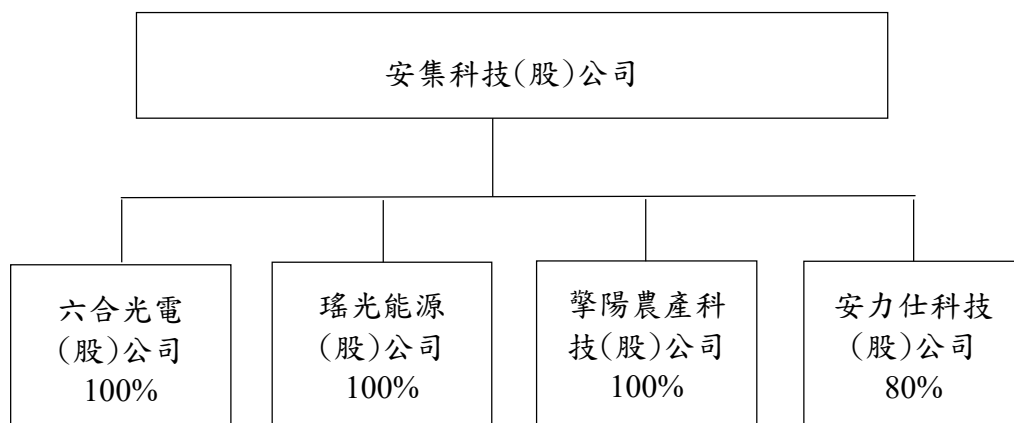 安集科技(股)公司
六合光電
(股)公司
100%
瑤光能源
(股)公司
100%
擎陽農產科
技(股)公司
100%
安力仕科技
(股)公司
80%